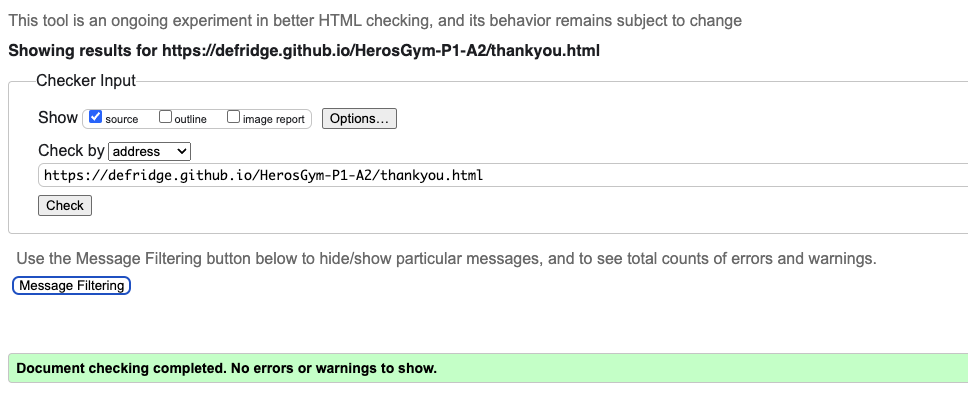 This tool is an ongoing experiment in better HTML checking, and its behavior remains subject to change
Showing results for https://defridge.github.io/HerosGym-P1-A2/thankyou.html
Checker Input
Show source outline image report Options...
Check by address
https://defridge.github.io/HerosGym-P1-A2/thankyou.html
Check
Use the Message Filtering button below to hide/show particular messages, and to see total counts of errors and warnings.
Message Filtering
Document checking completed. No errors or warnings to show.